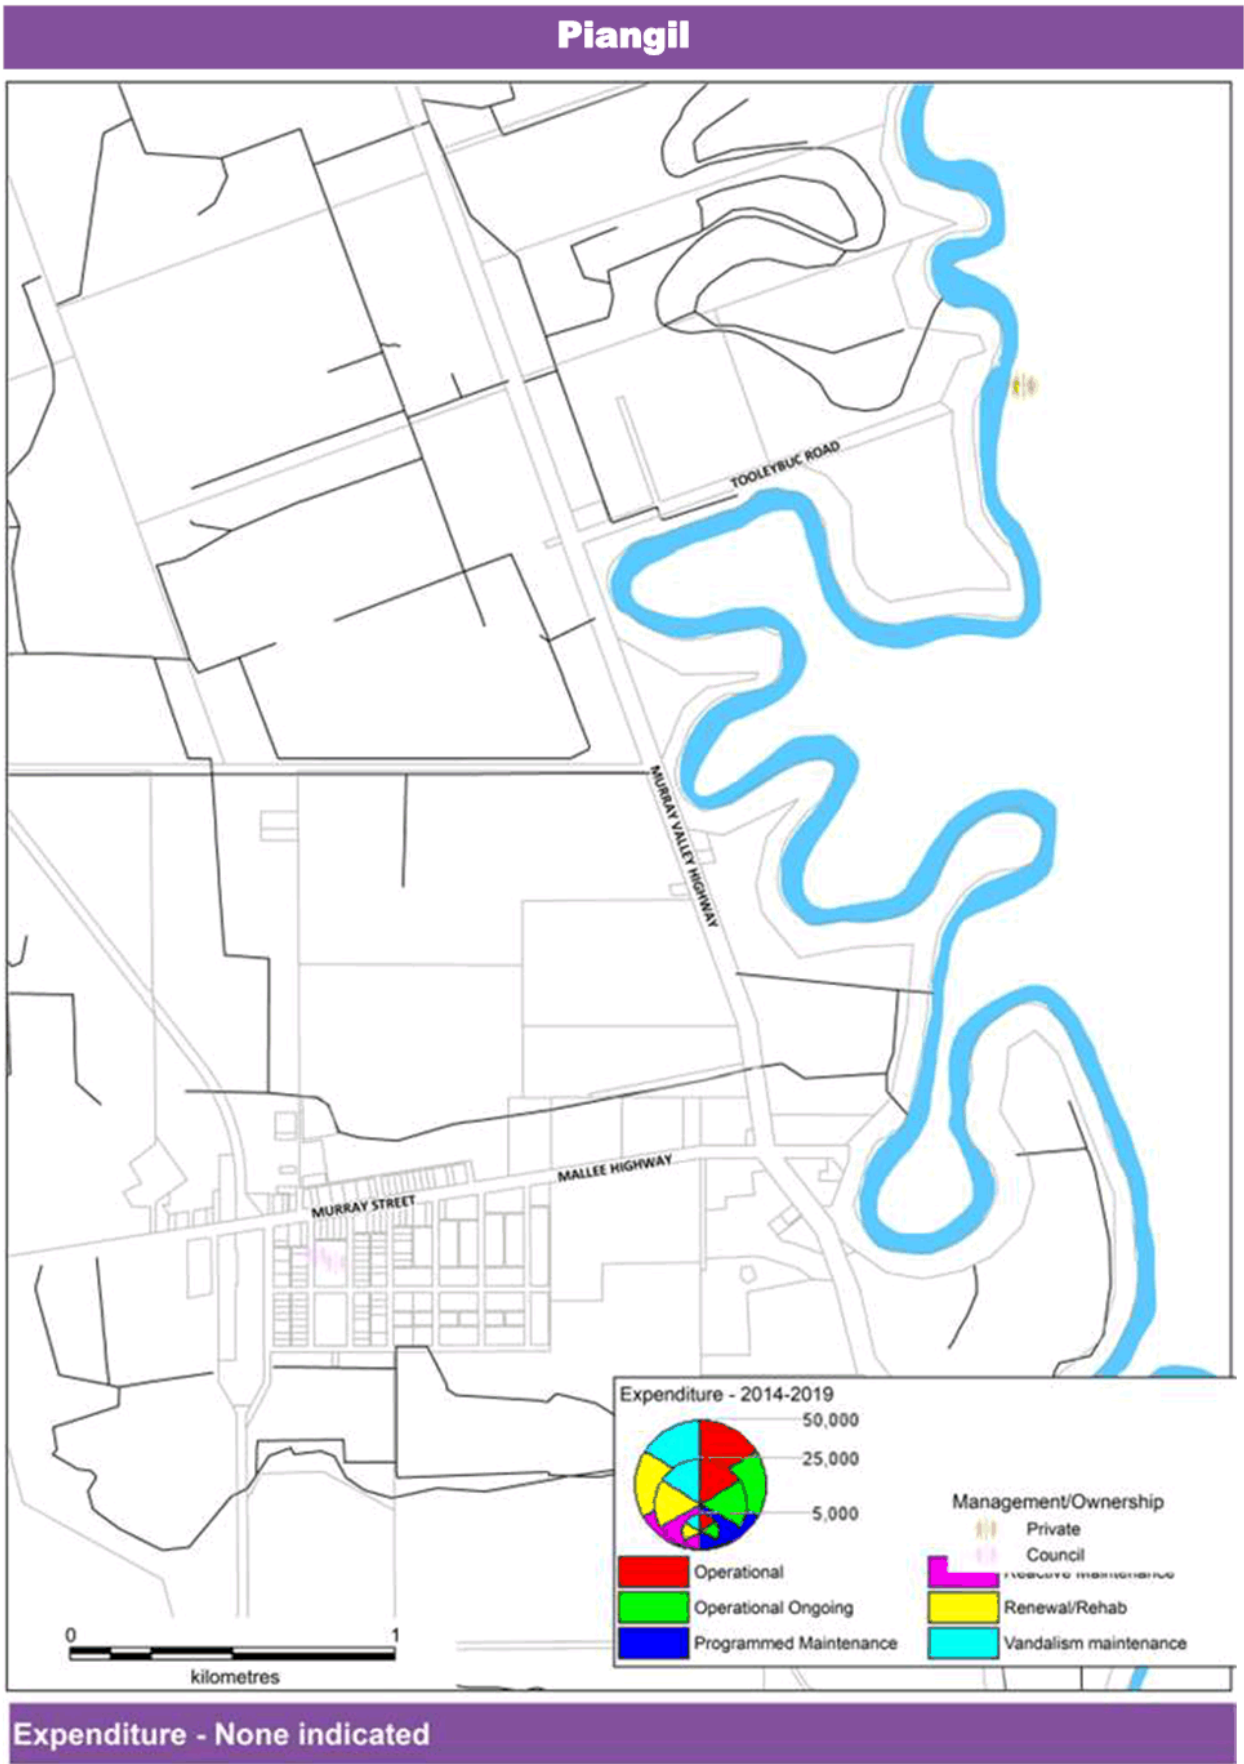 Piangil
TOOLEYBUC ROAD
MURRAY VALLEY HIGHWAY
MALLEE HIGHWAY
MURRAY STREET
Expenditure - 2014-2019
50,000
25,000
5,000
Management/Ownership
Private
Council
Operational
Reactive Maintenance
Operational Ongoing
Renewal/Rehab
Programmed Maintenance
Vandalism maintenance
0 1
kilometres
Expenditure - None indicated